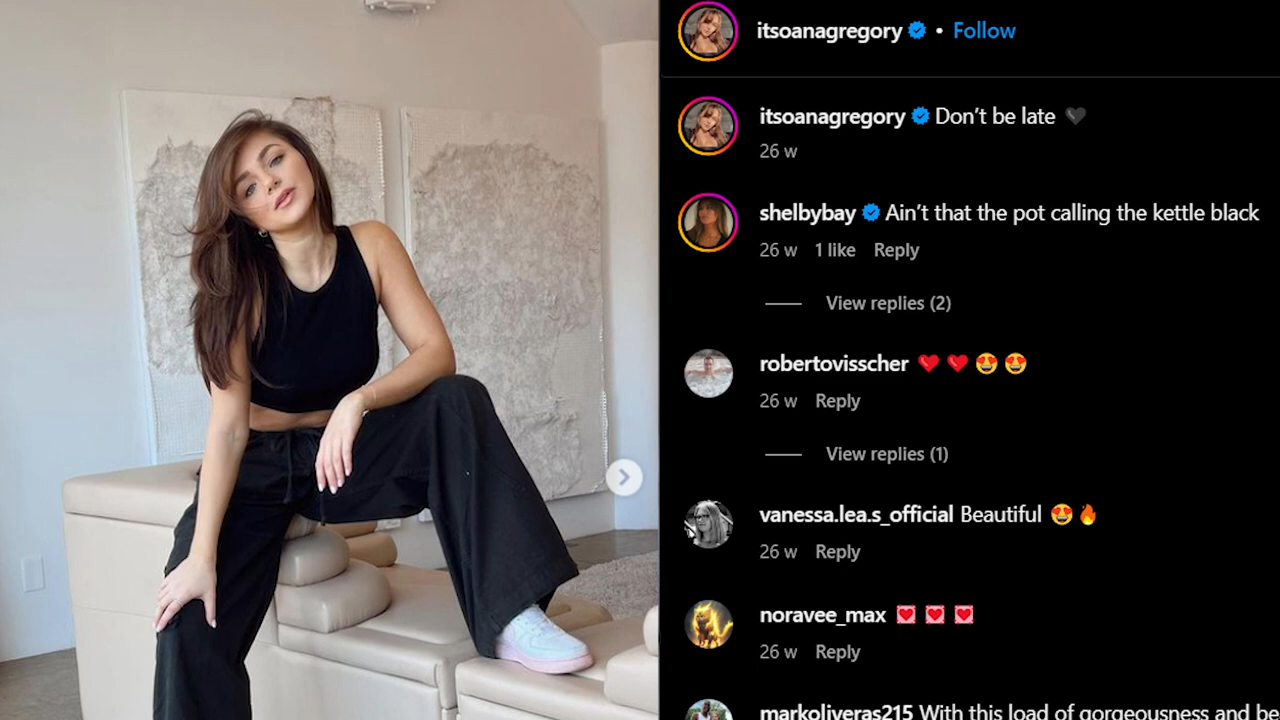 itsoanagregory • Follow
itsoanagregory Don’t be late 🖤
26 w
shelbybay Ain’t that the pot calling the kettle black
26 w 1 like Reply
View replies (2)
robertovisscher ❤️ ❤️ 😍 😍
26 w Reply
View replies (1)
vanessa.lea.s_official Beautiful 😍 🔥
26 w Reply
noravee_max 💟 💟 💟
26 w Reply
markoliveras215 With this load of gorgeousness and be